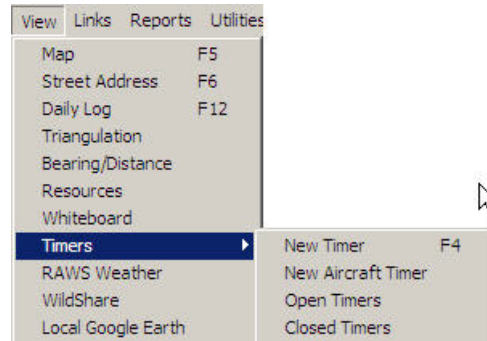 View Links Reports Utilities
Map F5
Street Address F6
Daily Log F12
Triangulation
Bearing/Distance
Resources
Whiteboard
Timers
New Timer F4
RAWS Weather
New Aircraft Timer
WildShare
Open Timers
Local Google Earth
Closed Timers